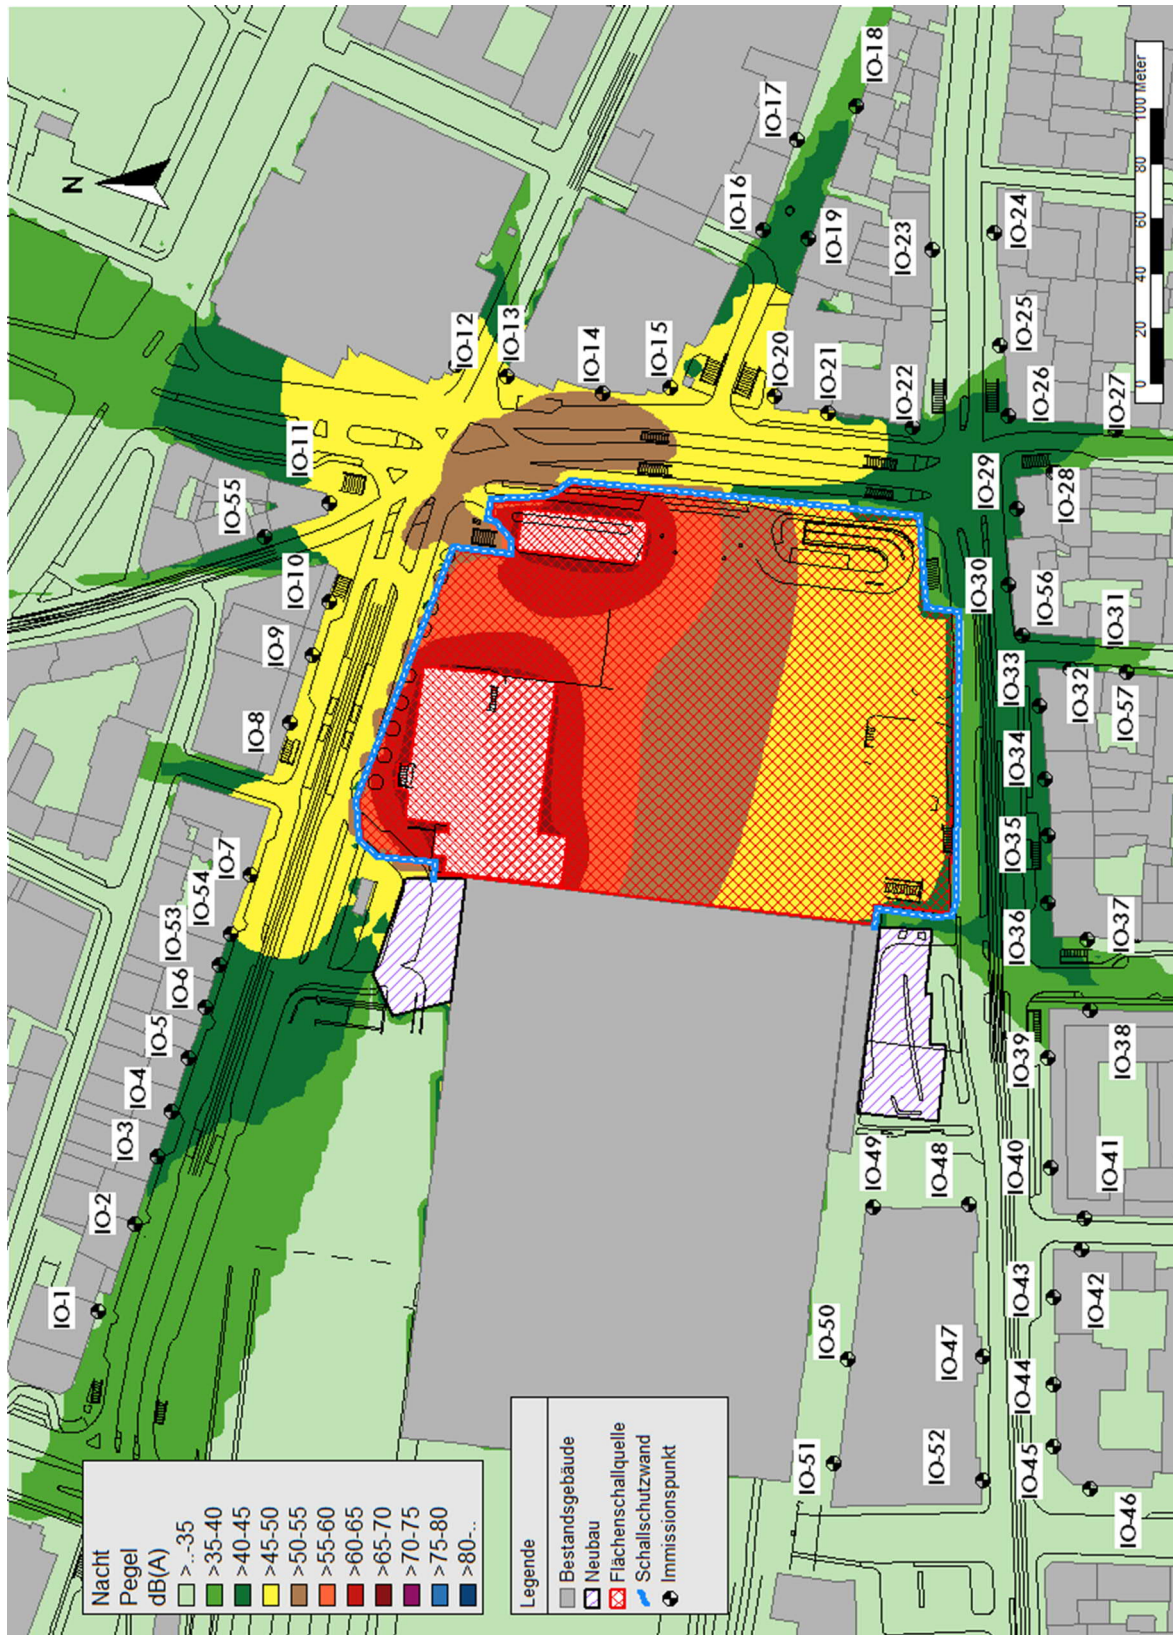 N
IO-1
IO-2
IO-3
IO-4
IO-5
IO-6
IO-53
IO-54
IO-7
IO-8
IO-9
IO-10
IO-55
IO-11
IO-12
IO-13
IO-14
IO-15
IO-16
IO-17
IO-18
IO-19
IO-20
IO-21
IO-22
IO-23
IO-24
IO-25
IO-26
IO-27
IO-28
IO-29
IO-30
IO-56
IO-31
IO-57
IO-32
IO-33
IO-34
IO-35
IO-36
IO-37
IO-38
IO-39
IO-40
IO-41
IO-42
IO-43
IO-44
IO-45
IO-46
IO-47
IO-48
IO-49
IO-50
IO-51
IO-52
Nacht
Pegel
dB(A)
>..-35
>35-40
>40-45
>45-50
>50-55
>55-60
>60-65
>65-70
>70-75
>75-80
>80-..
Legende
Bestandsgebäude
Neubau
Flächenschallquelle
Schallschutzwand
Immissionspunkt
0 20 40 60 80 100 Meter